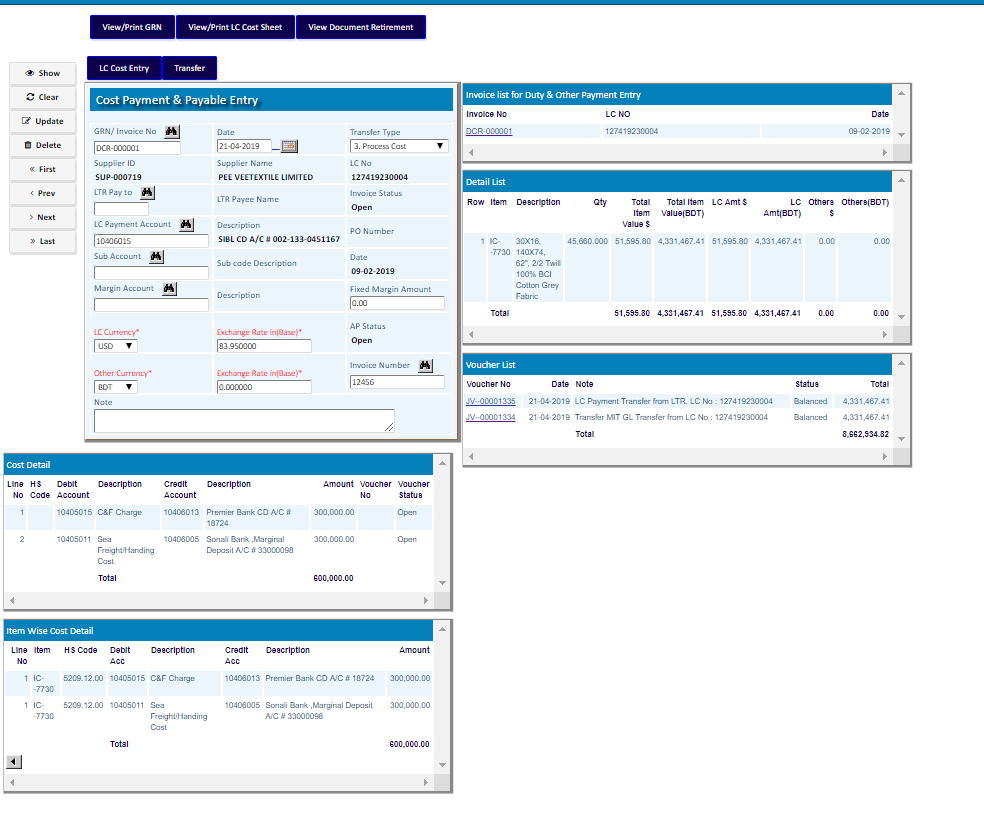 View/Print GRN View/Print LC Cost Sheet View Document Retirement
LC Cost Entry Transfer
Show
Clear
Update
Delete
« First
‹ Prev
› Next
» Last
Cost Payment & Payable Entry
GRN/ Invoice No Date Transfer Type
DCR-000001 21-04-2019 3. Process Cost
Supplier ID Supplier Name LC No
SUP-000719 PEE VEETEXTILE LIMITED 127419230004
LTR Pay to LTR Payee Name Invoice Status
Open
LC Payment Account Description PO Number
10406015 SIBL CD A/C # 002-133-0451167
Sub Account Sub code Description Date
09-02-2019
Margin Account Description Fixed Margin Amount
0.00
LC Currency* Exchange Rate in(Base)* AP Status
USD 83.950000 Open
Other Currency* Exchange Rate in(Base)* Invoice Number
BDT 0.000000 12456
Note
Invoice list for Duty & Other Payment Entry
Invoice No LC NO Date
DCR-000001 127419230004 09-02-2019
Detail List
Row Item Description Qty Total LC Amt $ LC Others Others(BDT)
Item Total Item Amt(BDT) $
Value $ Value(BDT)
1 IC- 30X16, 45,660.000 51,595.80 4,331,467.41 51,595.80 4,331,467.41 0.00 0.00
-7730 140X74,
62", 2/2 Twill
100% BCI
Cotton Grey
Fabric
Total 51,595.80 4,331,467.41 51,595.80 4,331,467.41 0.00 0.00
Voucher List
Voucher No Date Note Status Total
JV--00001335 21-04-2019 LC Payment Transfer from LTR, LC No : 127419230004 Balanced 4,331,467.41
JV--00001334 21-04-2019 Transfer MIT GL Transfer from LC No : 127419230004 Balanced 4,331,467.41
Total 8,662,934.82
Cost Detail
Line HS Debit Description Credit Description Amount Voucher Voucher
No Code Account Account No Status
1 10405015 C&F Charge 10406013 Premier Bank CD A/C # 300,000.00 Open
18724
2 10405011 Sea 10406005 Sonali Bank ,Marginal 300,000.00 Open
Freight/Handing Deposit A/C # 33000098
Cost
Total 600,000.00
Item Wise Cost Detail
Line Item HS Code Debit Description Credit Description Amount
No Acc Acc
1 IC- 5209.12.00 10405015 C&F Charge 10406013 Premier Bank CD A/C # 18724 300,000.00
-7730
1 IC- 5209.12.00 10405011 Sea 10406005 Sonali Bank ,Marginal Deposit 300,000.00
-7730 Freight/Handing A/C # 33000098
Cost
Total 600,000.00